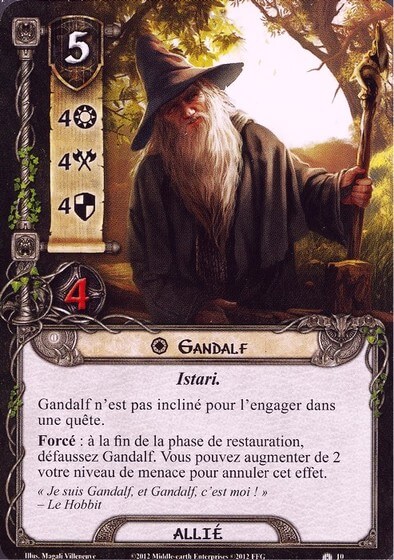 5
4
4
4
4
GANDALF
Istari.
Gandalf n'est pas incliné pour l'engager dans
une quête.
Forcé : à la fin de la phase de restauration,
défaussez Gandalf. Vous pouvez augmenter de 2
votre niveau de menace pour annuler cet effet.
« Je suis Gandalf, et Gandalf, c'est moi ! »
– Le Hobbit
ALLIÉ
Illus. Magali Villeneuve ©2012 Middle-earth Enterprises ©2012 FFG 10